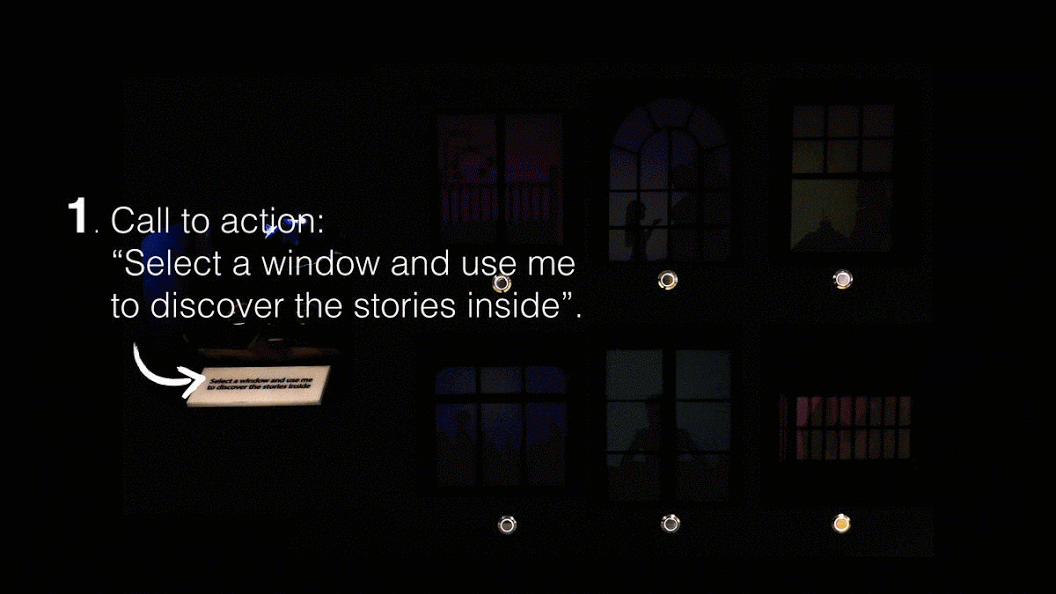 1. Call to action:
“Select a window and use me
to discover the stories inside”.
Select a window and use me
to discover the stories inside